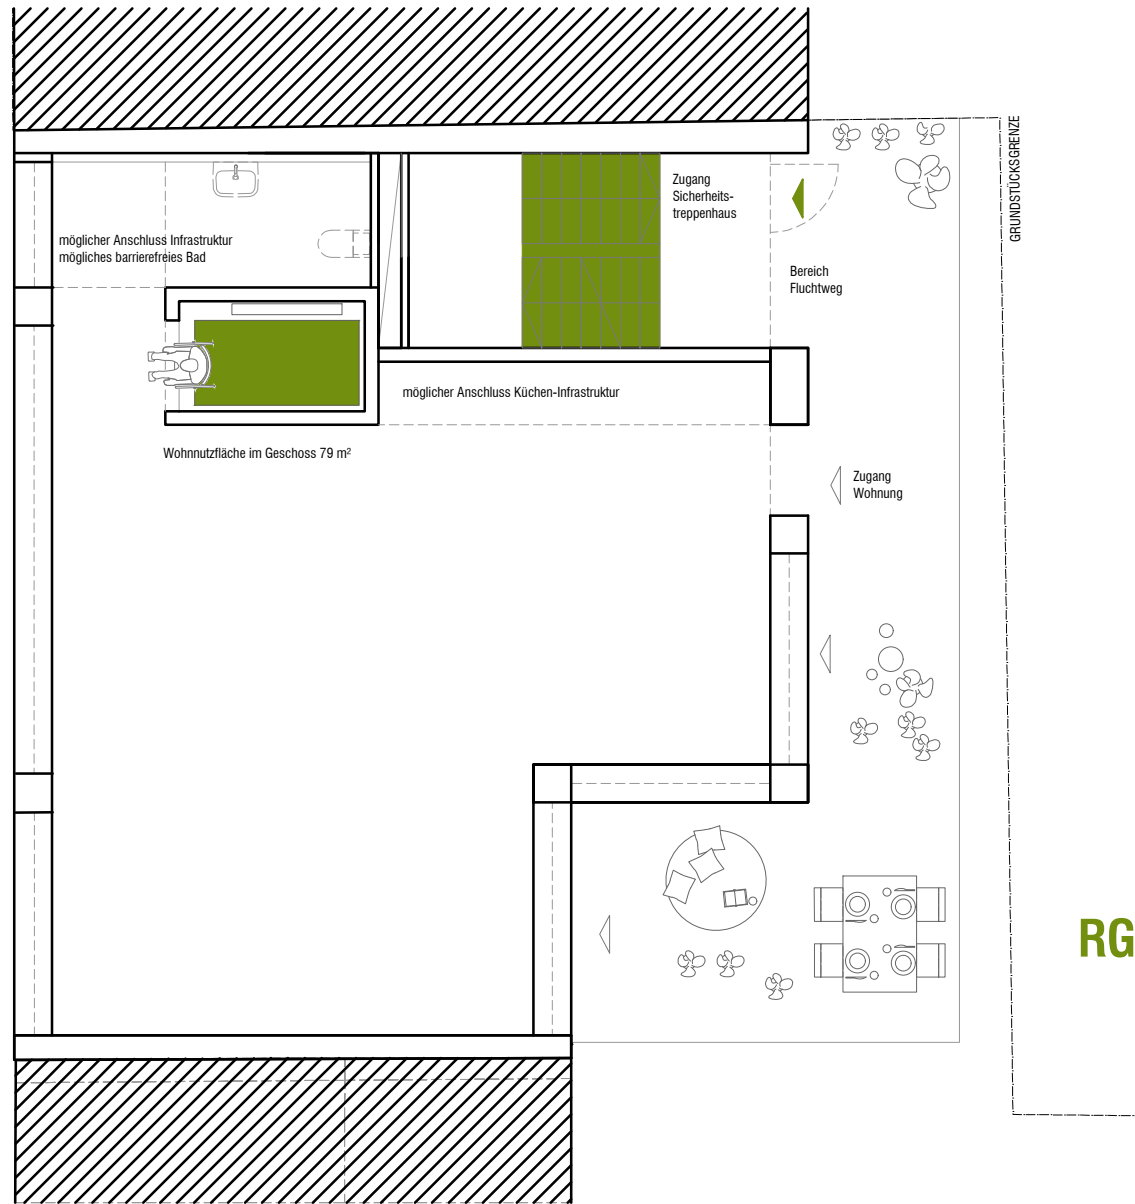 GRUNDSTÜCKSGRENZE
Zugang
Sicherheits-
treppenhaus
möglicher Anschluss Infrastruktur
mögliches barrierefreies Bad
Bereich
Fluchtweg
möglicher Anschluss Küchen-Infrastruktur
Wohnnutzfläche im Geschoss 79 m²
Zugang
Wohnung
RG